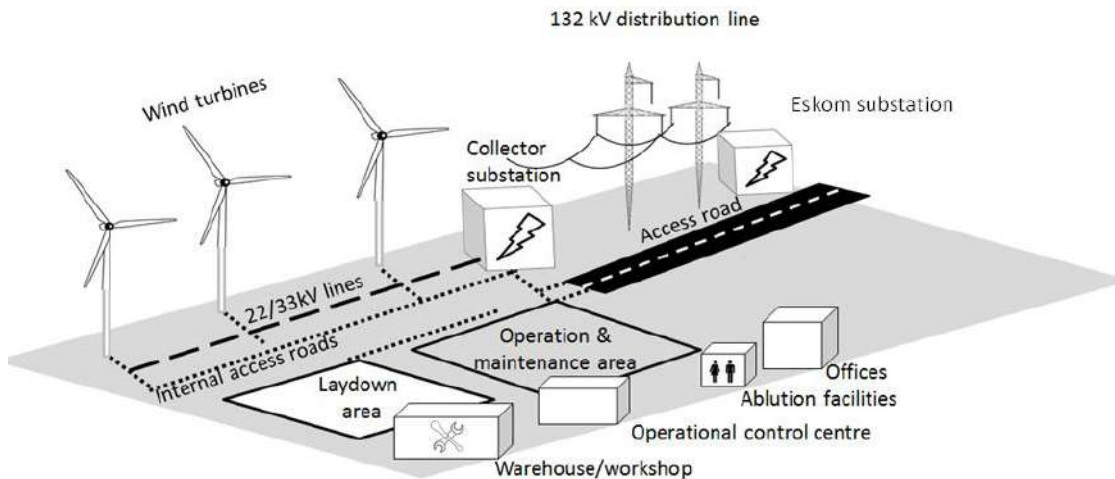 132 kV distribution line
Wind turbines
Eskom substation
Collector
substation
Access road
22/33kV lines
Internal access roads
Operation &
maintenance area
Laydown
area
Offices
Ablution facilities
Operational control centre
Warehouse/workshop